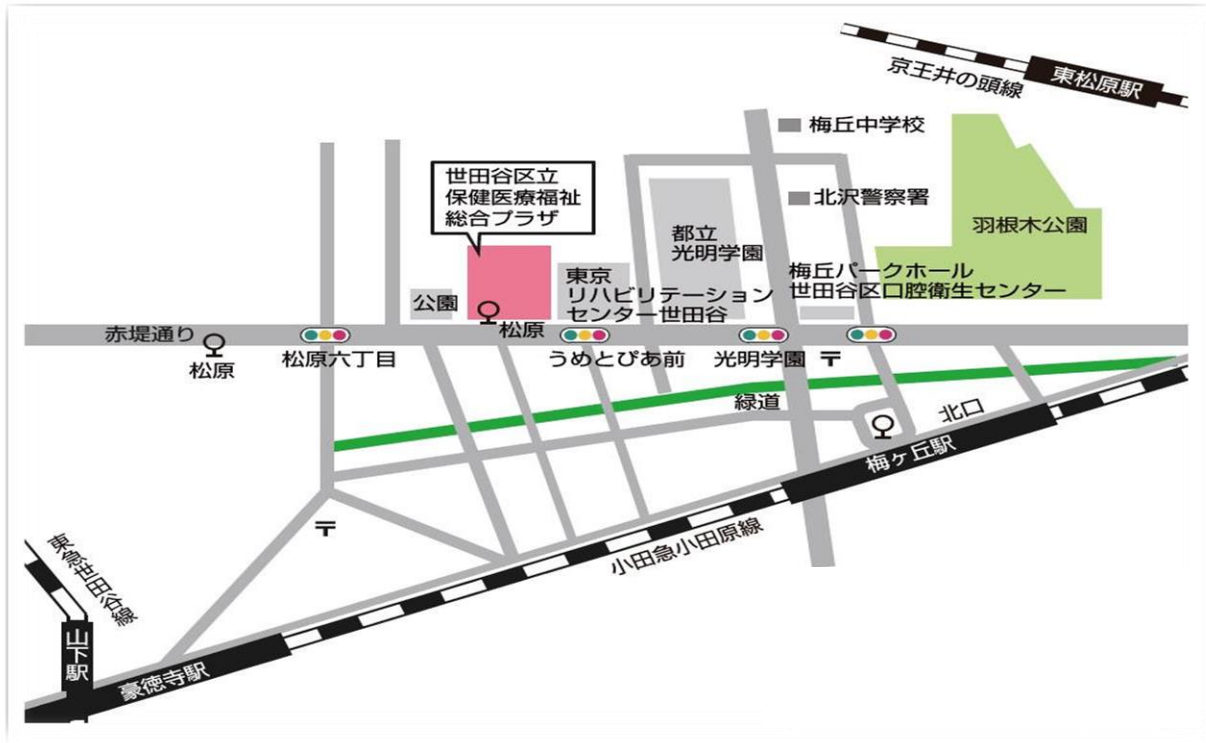 京王井の頭線
東松原駅
梅丘中学校
世田谷区立
保健医療福祉
総合プラザ
北沢警察署
羽根木公園
都立
光明学園
梅丘パークホール
世田谷区口腔衛生センター
東京
リハビリテーション
センター世田谷
公園
松原
赤堤通り
松原
松原六丁目
うめとぴあ前
光明学園
〒
緑道
北口
梅ヶ丘駅
〒
小田急小田原線
東急世田谷線
山下駅
豪徳寺駅